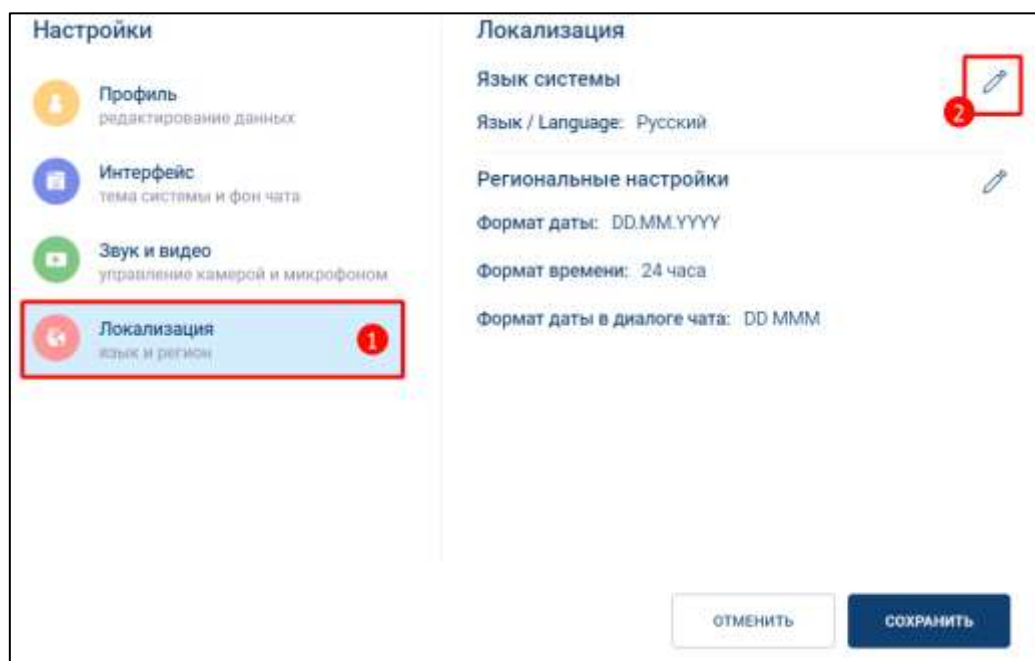 Настройки
Профиль
редактирование данных
Интерфейс
тема системы и фон чата
Звук и видео
управление камерой и микрофоном
Локализация
язык и регион
1
Локализация
Язык системы
2
Язык / Language: Русский
Региональные настройки
Формат даты: DD.MM.YYYY
Формат времени: 24 часа
Формат даты в диалоге чата: DD MMM
ОТМЕНИТЬ
СОХРАНИТЬ